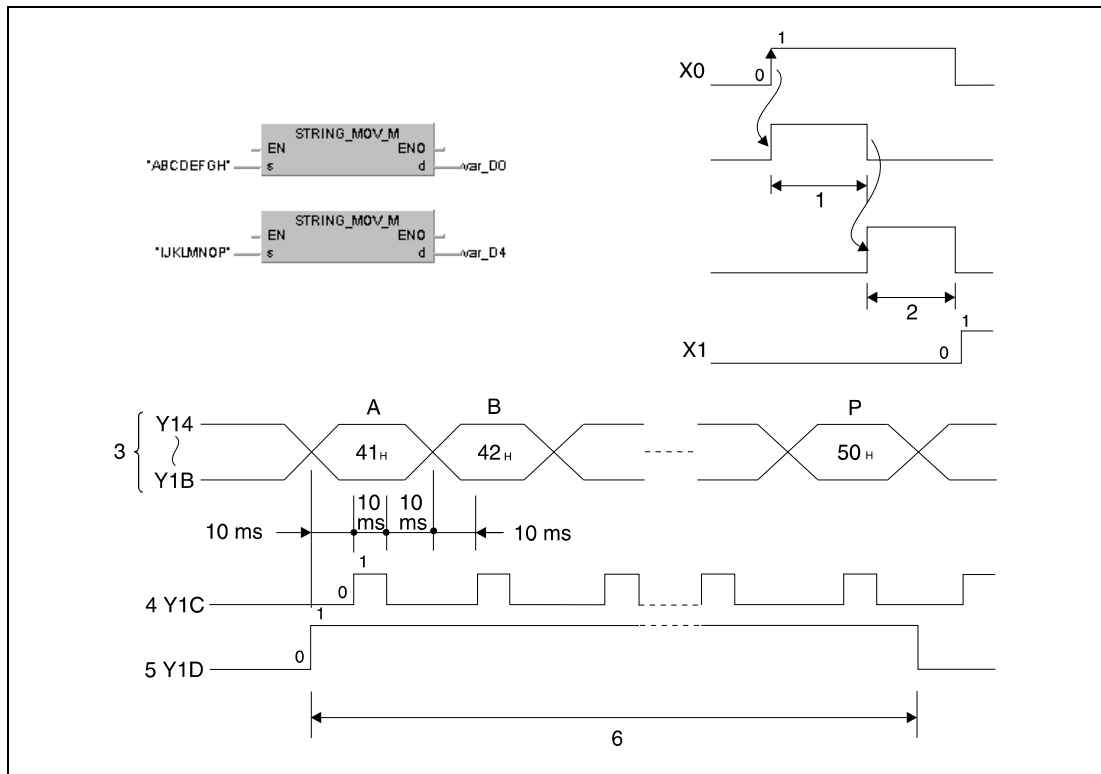 STRING_MOV_M
EN ENO
"ABCDEFGH" s d var_D0
STRING_MOV_M
EN ENO
"IJKLMNOP" s d var_D4
1
X0 0
1
2
1
X1 0
A B P
3 Y14
Y1B
41H 42H 50H
10 ms 10 ms 10 ms 10 ms
1
0
4 Y1C
1
0
5 Y1D
6